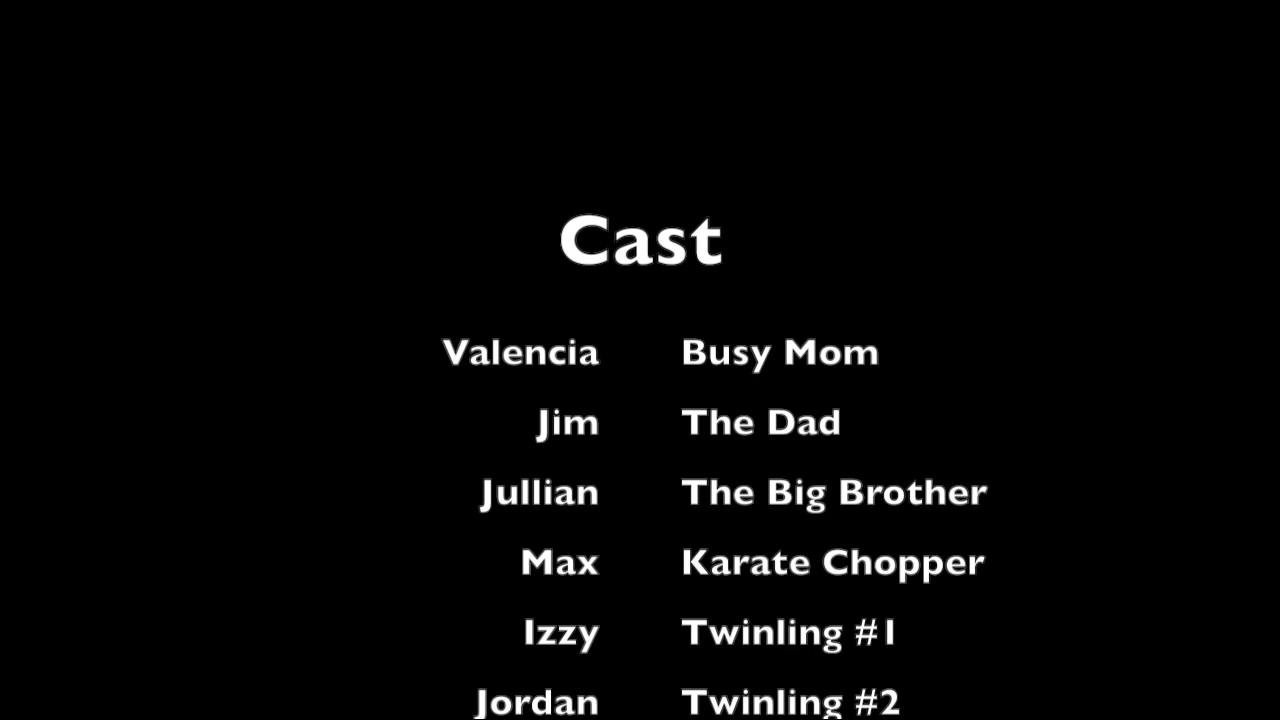 Cast
Valencia Busy Mom
Jim The Dad
Jullian The Big Brother
Max Karate Chopper
Izzy Twinling #1
Jordan Twinling #2